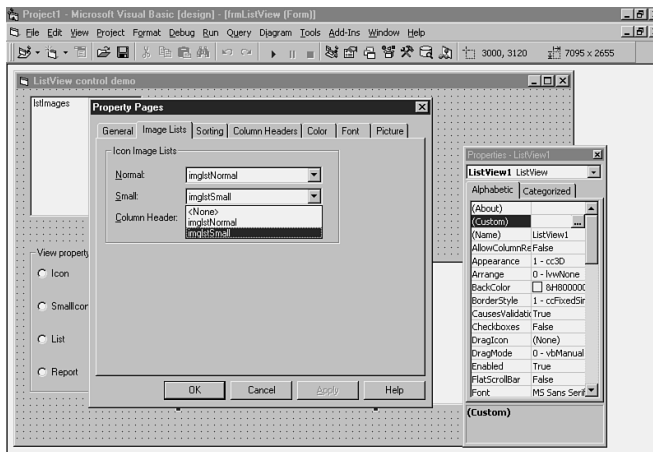 Project1 - Microsoft Visual Basic [design] - [frmListView (Form)]
File Edit View Project Format Debug Run Query Diagram Tools Add-Ins Window Help
3000, 3120 7095 x 2655
ListView control demo
lstImages
Property Pages
General Image Lists Sorting Column Headers Color Font Picture
Icon Image Lists
Normal: imglstNormal
Small: imglstSmall
<None>
Column Header: imglstNormal
imglstSmall
View property
Icon
SmallIcon
List
Report
OK Cancel Apply Help
Properties - ListView1
ListView1 ListView
Alphabetic Categorized
(About)
(Custom) ...
(Name) ListView1
AllowColumnRe False
Appearance 1 - cc3D
Arrange 0 - lvwNone
BackColor &H800000
BorderStyle 1 - ccFixedSin
CausesValidatic True
Checkboxes False
DragIcon (None)
DragMode 0 - vbManual
Enabled True
FlatScrollBar False
Font MS Sans Serif
(Custom)